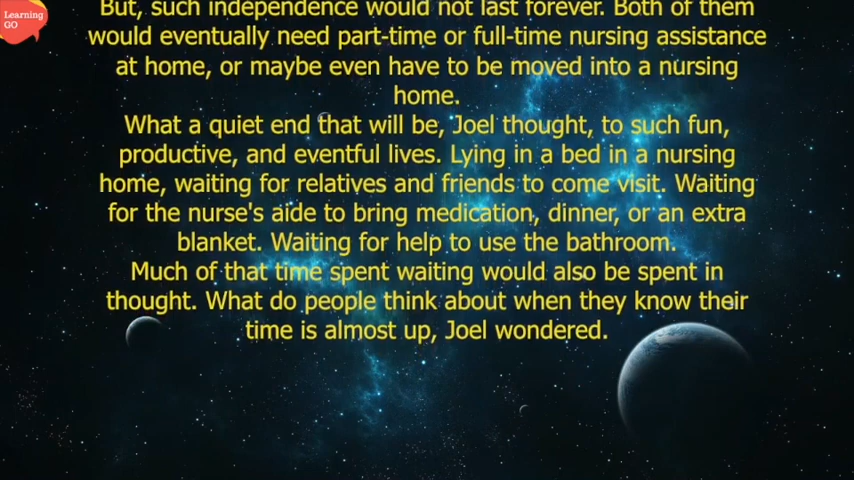 Learning
GO
But, such independence would not last forever. Both of them
would eventually need part-time or full-time nursing assistance
at home, or maybe even have to be moved into a nursing
home.
What a quiet end that will be, Joel thought, to such fun,
productive, and eventful lives. Lying in a bed in a nursing
home, waiting for relatives and friends to come visit. Waiting
for the nurse's aide to bring medication, dinner, or an extra
blanket. Waiting for help to use the bathroom.
Much of that time spent waiting would also be spent in
thought. What do people think about when they know their
time is almost up, Joel wondered.